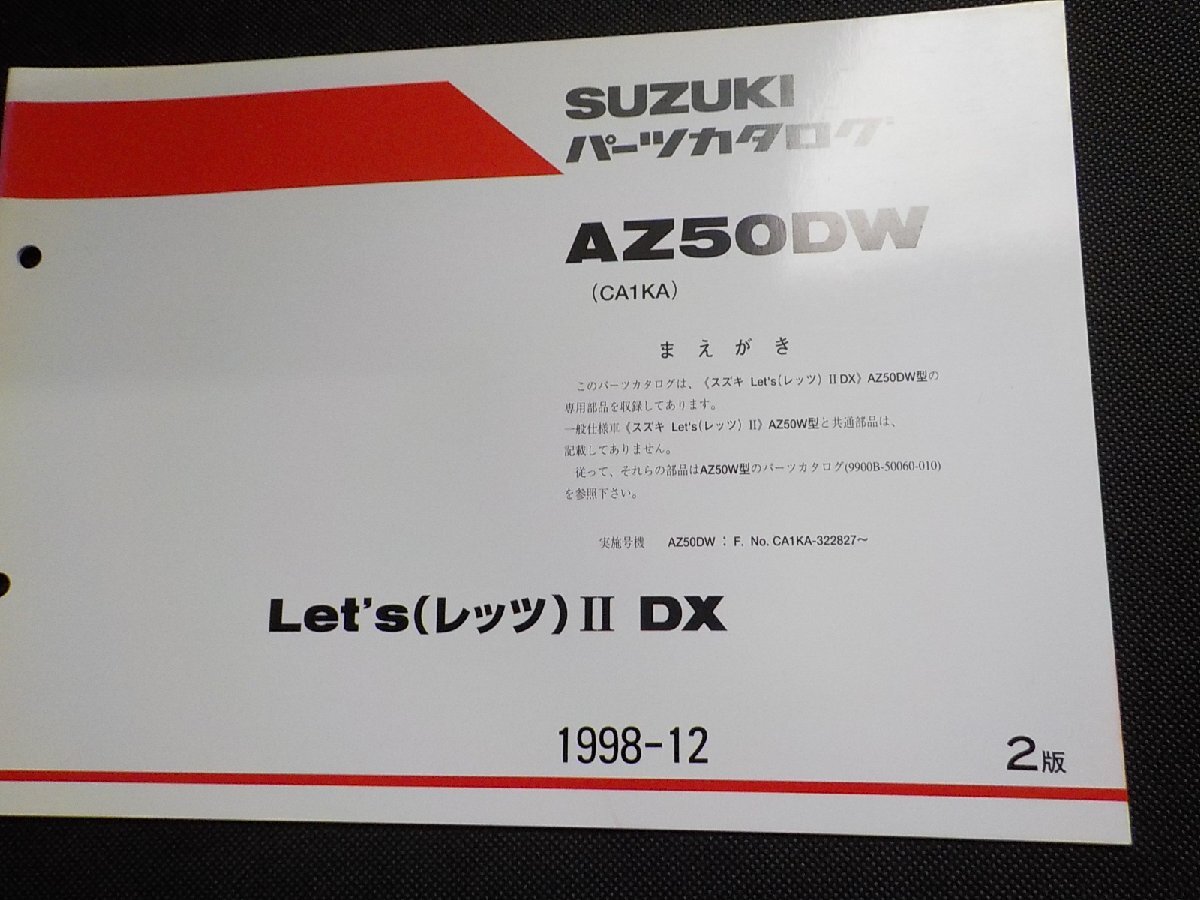 SUZUKI
パーツカタログ
AZ50DW
(CA1KA)
まえがき
このパーツカタログは、《スズキ Let's(レッツ) II DX》AZ50DW型の
専用部品を収録してあります。
一般仕様車《スズキ Let's(レッツ) II》AZ50W型と共通部品は、
記載してありません。
従って、それらの部品はAZ50W型のパーツカタログ(9900B-50060-010)
を参照下さい。
実施号機 AZ50DW : F. No. CA1KA-322827〜
Let's(レッツ) II DX
1998-12
2版